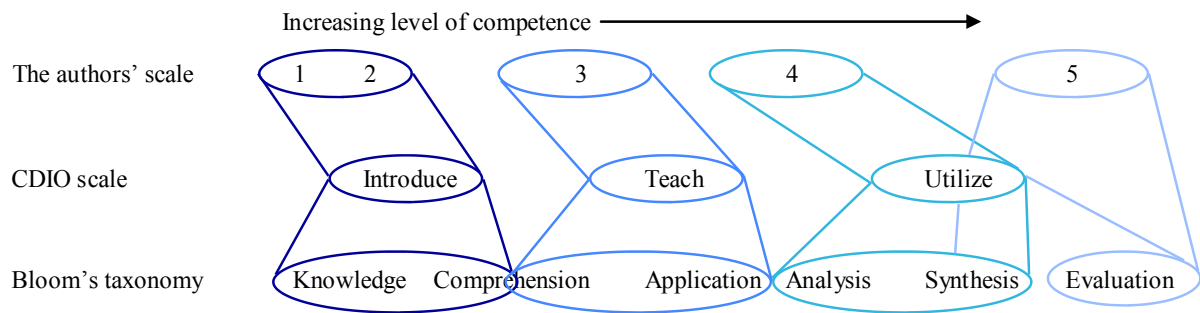 Increasing level of competence
The authors’ scale 1 2 3 4 5
CDIO scale Introduce Teach Utilize
Bloom’s taxonomy Knowledge Comprehension Application Analysis Synthesis Evaluation